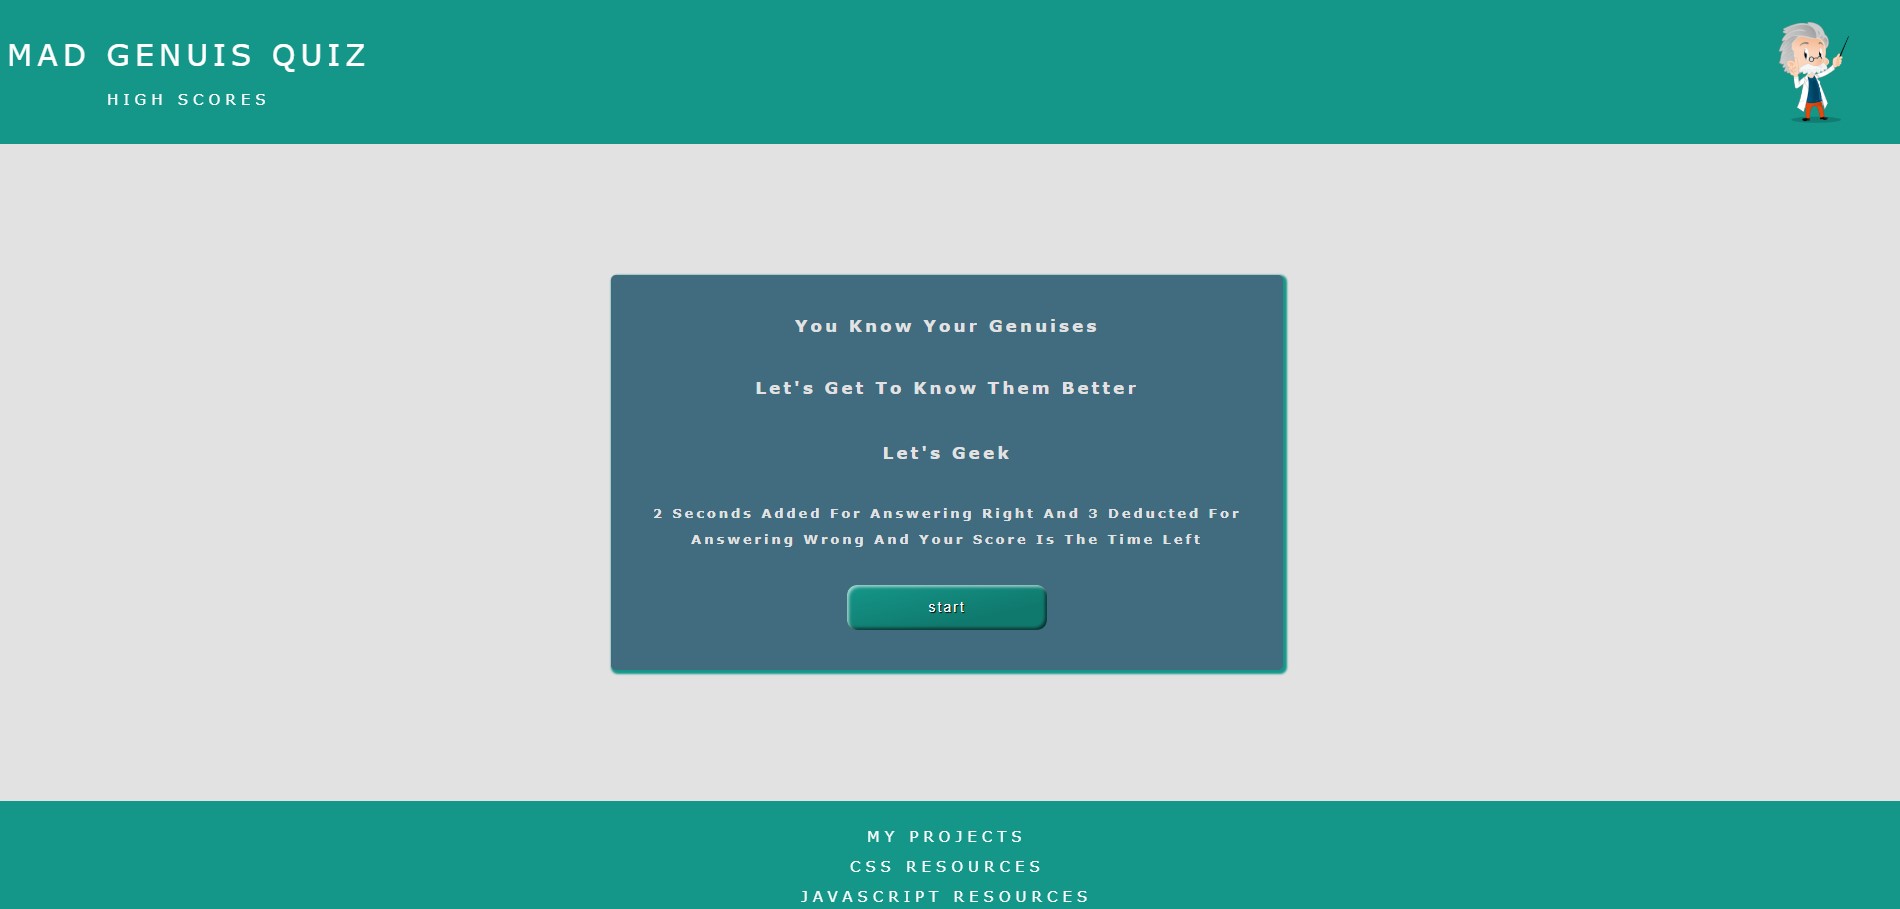 MAD GENUIS QUIZ
HIGH SCORES
You Know Your Genuises
Let's Get To Know Them Better
Let's Geek
2 Seconds Added For Answering Right And 3 Deducted For
Answering Wrong And Your Score Is The Time Left
start
MY PROJECTS
CSS RESOURCES
JAVASCRIPT RESOURCES